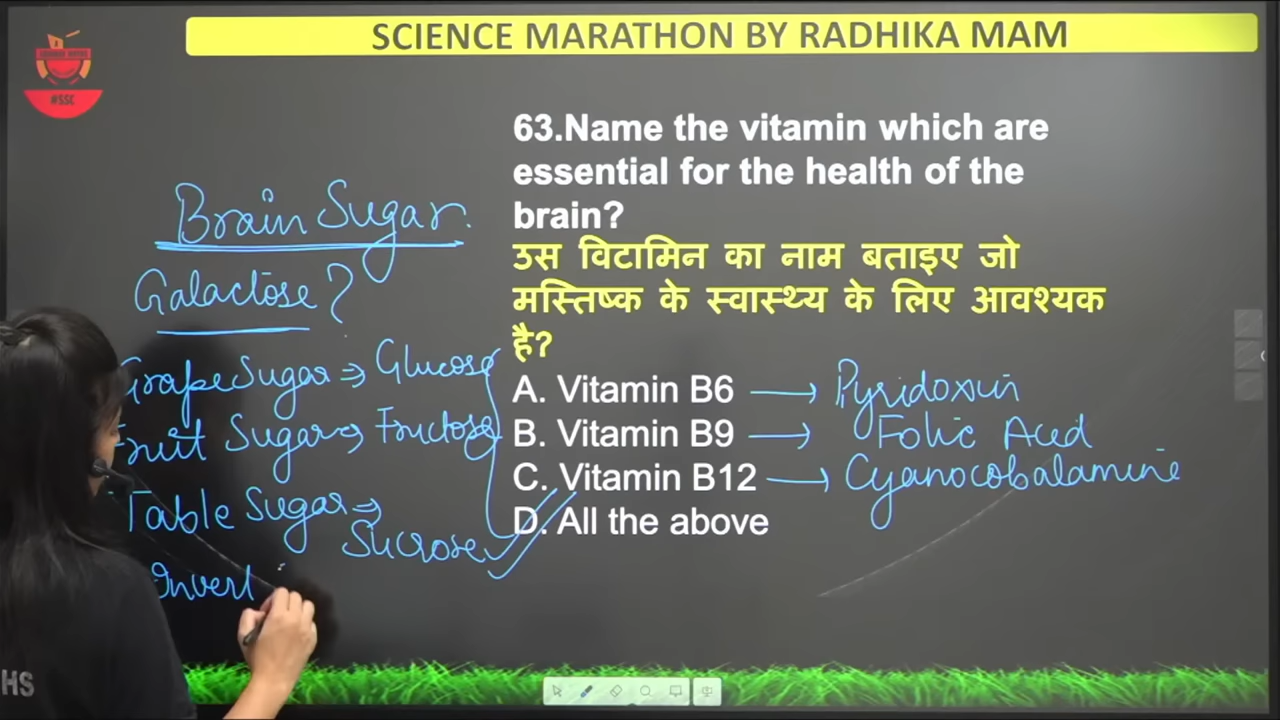 SCIENCE MARATHON BY RADHIKA MAM
#SSC
63.Name the vitamin which are
essential for the health of the
brain?
उस विटामिन का नाम बताइए जो
मस्तिष्क के स्वास्थ्य के लिए आवश्यक
है?
A. Vitamin B6 → Pyridoxin
B. Vitamin B9 → Folic Acid
C. Vitamin B12 → Cyanocobalamine
D. All the above
Brain Sugar.
Galactose?
Grape Sugar ⇒ Glucose
Fruit Sugar → Fructose
Table Sugar ⇒
Sucrose
Invert
HS